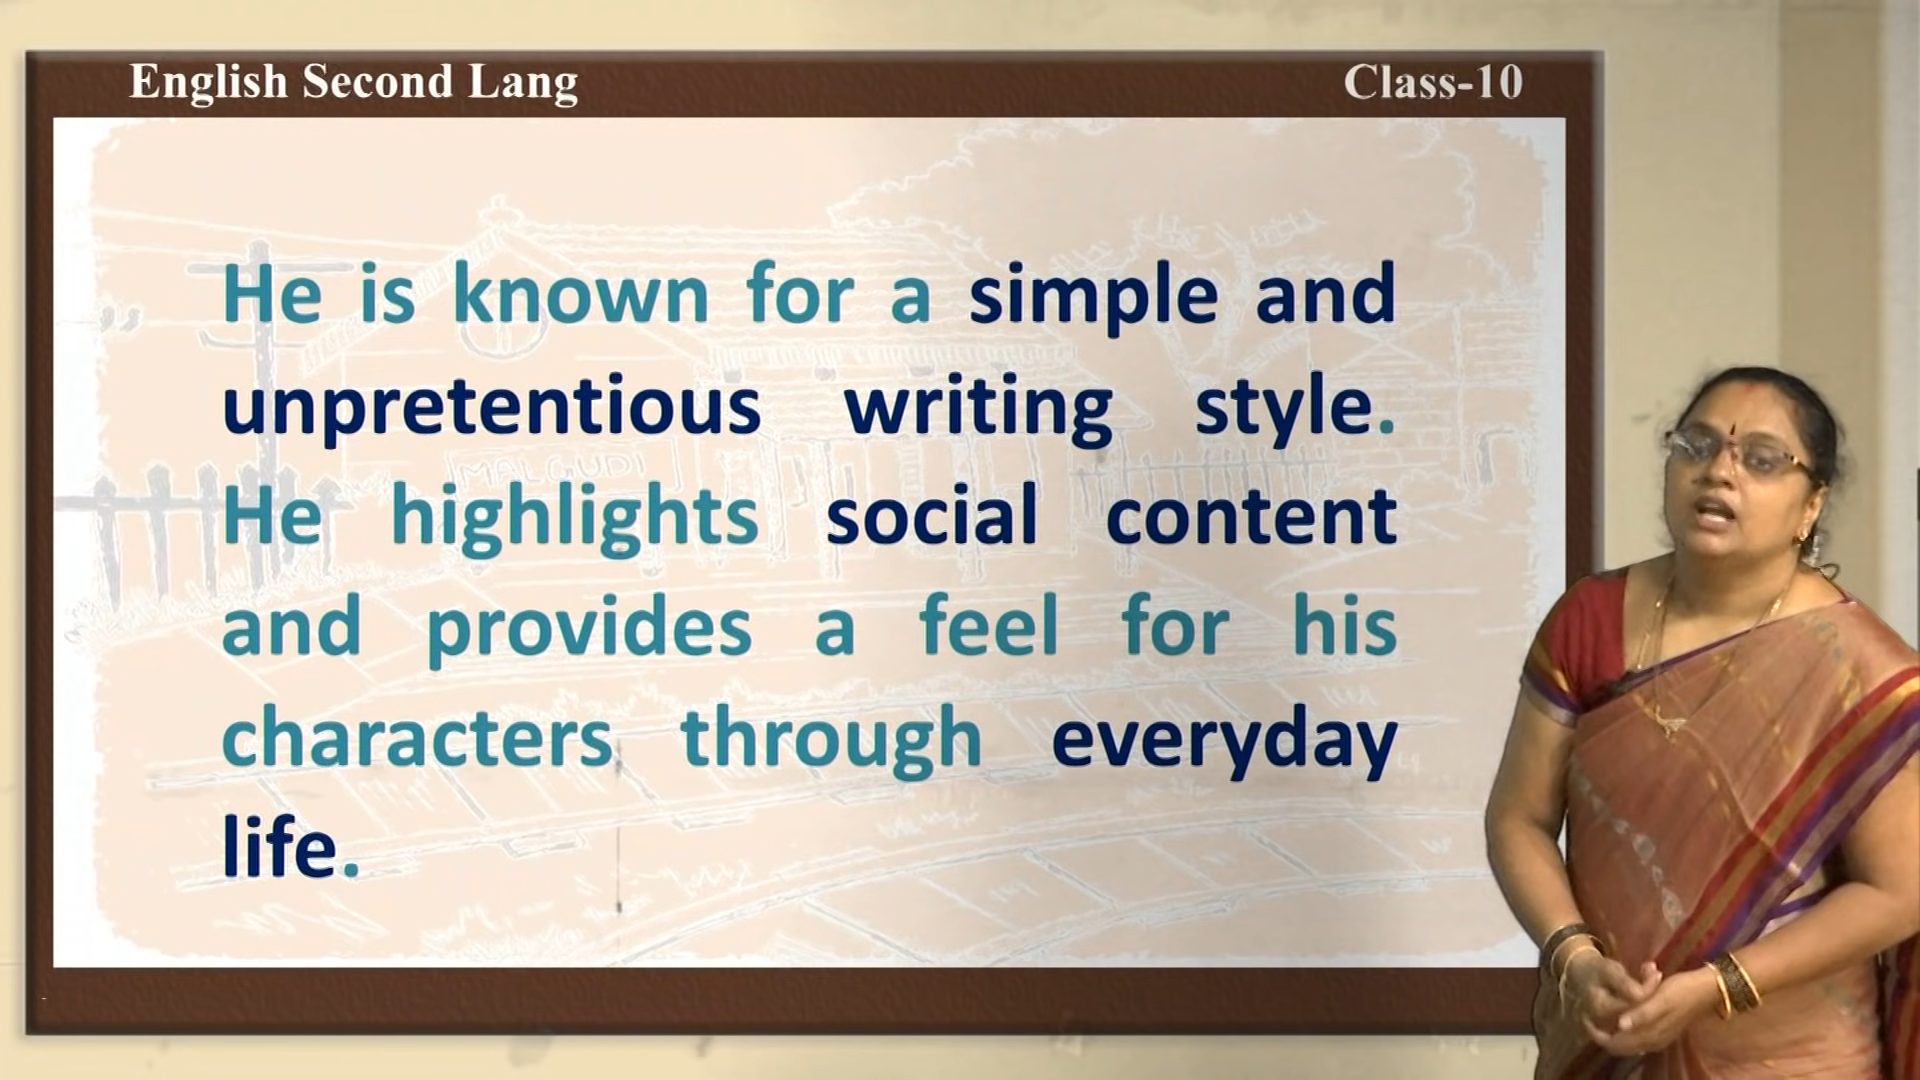 English Second Lang
Class-10
He is known for a simple and
unpretentious writing style.
He highlights social content
and provides a feel for his
characters through everyday
life.
MALGUDI